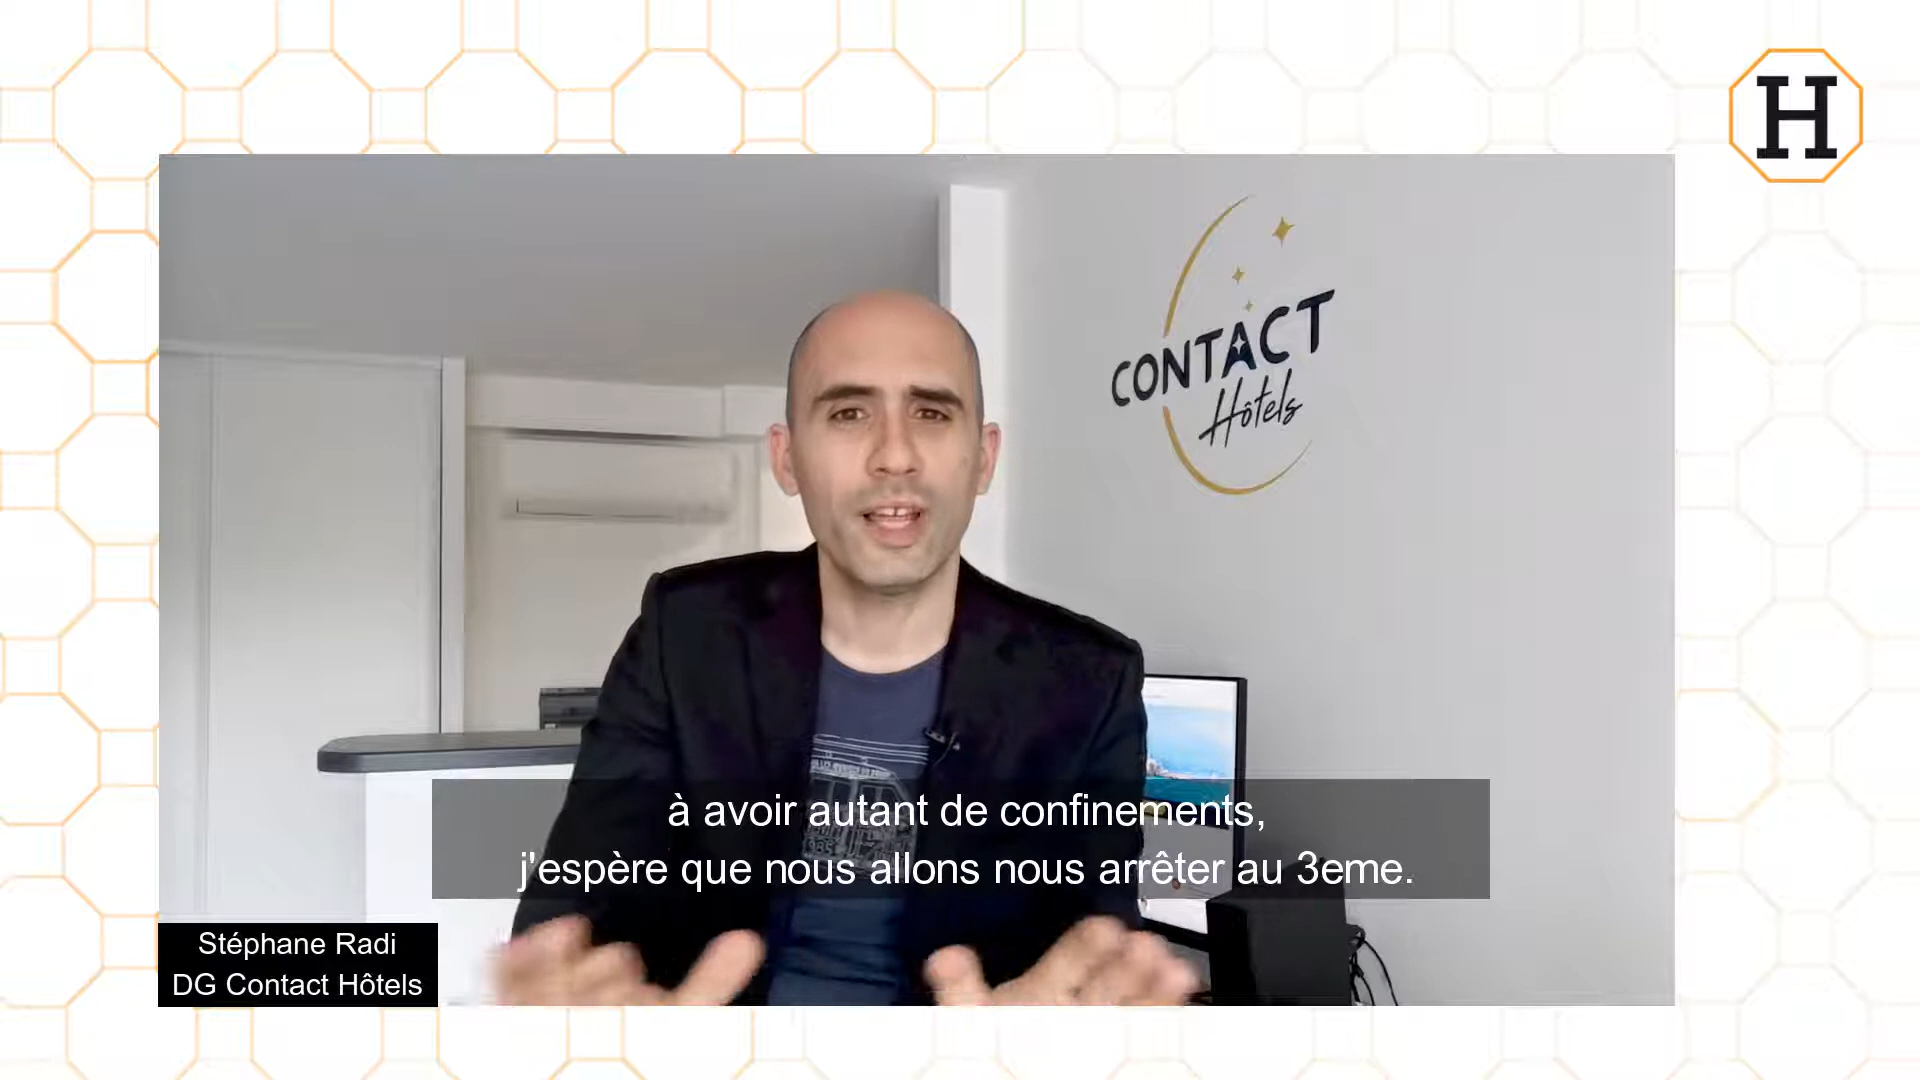 H
CONTACT
Hôtels
à avoir autant de confinements,
j'espère que nous allons nous arrêter au 3eme.
Stéphane Radi
DG Contact Hôtels